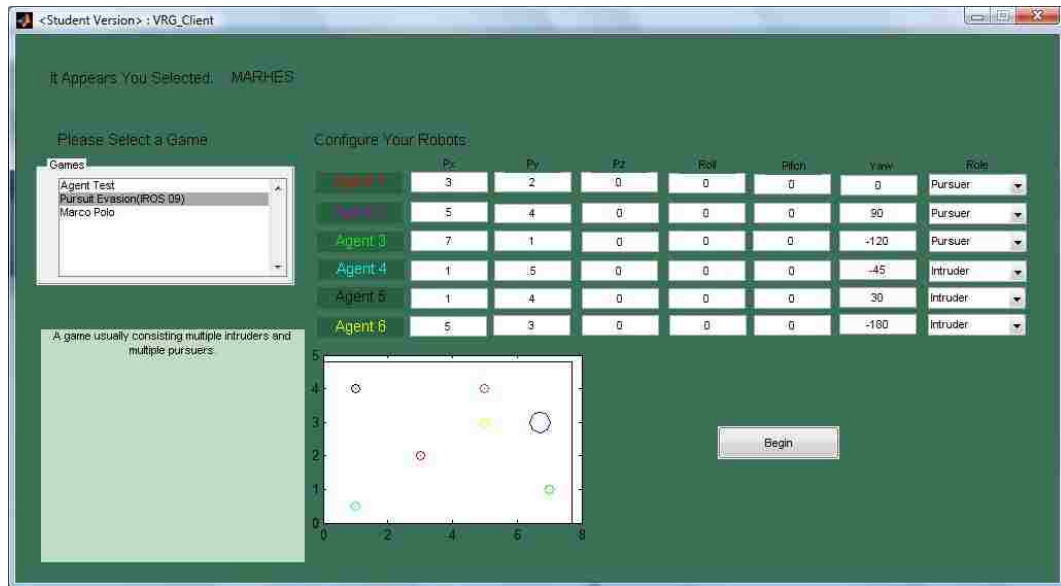 <Student Version> : VRG_Client
It Appears You Selected: MARHES
Please Select a Game
Configure Your Robots
Games
Agent Test
Pursuit Evasion(IROS 09)
Marco Polo
Px Py Pz Roll Pitch Yaw Role
Agent 1 3 2 0 0 0 0 Pursuer
Agent 2 5 4 0 0 0 90 Pursuer
Agent 3 7 1 0 0 0 -120 Pursuer
Agent 4 1 .5 0 0 0 -45 Intruder
Agent 5 1 4 0 0 0 30 Intruder
Agent 6 5 3 0 0 0 -180 Intruder
A game usually consisting multiple intruders and
multiple pursuers.
5
4
3
2
1
0
0 2 4 6 8
Begin